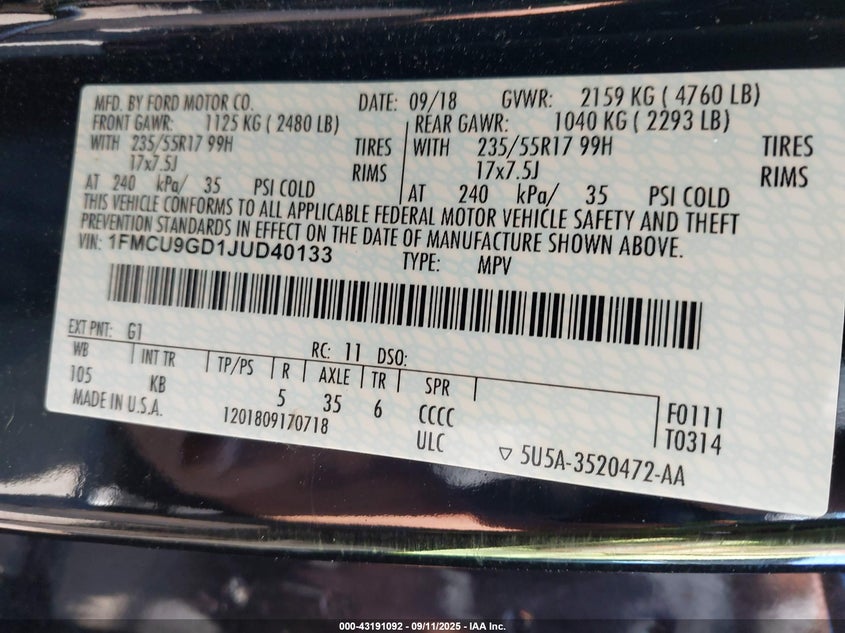 MFD. BY FORD MOTOR CO. DATE: 09/18 GVWR: 2159 KG ( 4760 LB)
FRONT GAWR: 1125 KG ( 2480 LB) REAR GAWR: 1040 KG ( 2293 LB)
WITH 235/55R17 99H TIRES WITH 235/55R17 99H TIRES
17x7.5J RIMS 17x7.5J RIMS
AT 240 kPa/ 35 PSI COLD AT 240 kPa/ 35 PSI COLD
THIS VEHICLE CONFORMS TO ALL APPLICABLE FEDERAL MOTOR VEHICLE SAFETY AND THEFT
PREVENTION STANDARDS IN EFFECT ON THE DATE OF MANUFACTURE SHOWN ABOVE.
VIN: 1FMCU9GD1JUD40133 TYPE: MPV
EXT PNT: G1 RC: 11 DSO:
WB INT TR TP/PS R AXLE TR SPR
105 KB 5 35 6 CCCC F0111
MADE IN U.S.A. 1201809170718 ULC T0314
5U5A-3520472-AA
000-43191092 - 09/11/2025 - IAA Inc.